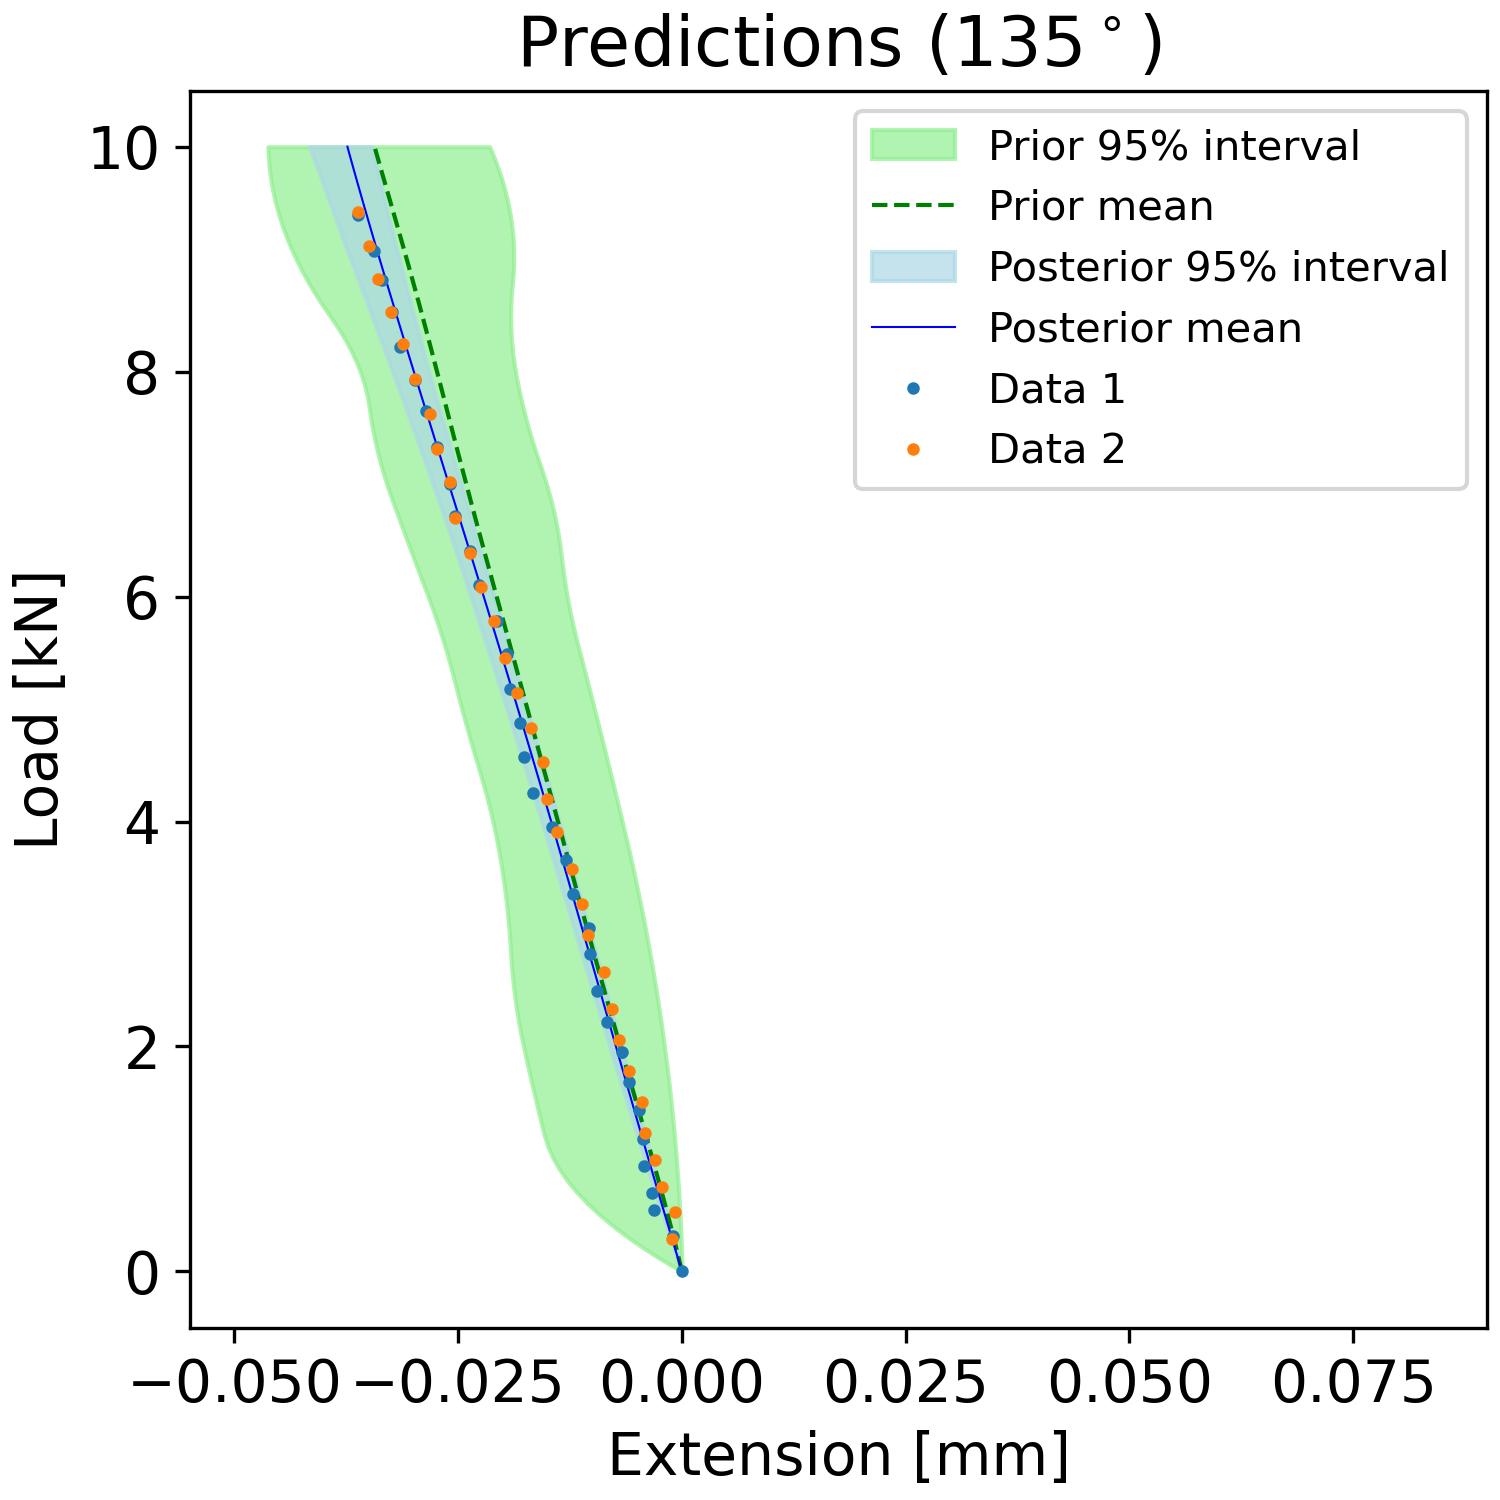 Predictions (135°)
Prior 95% interval
Prior mean
Posterior 95% interval
Posterior mean
Data 1
Data 2
Load [kN]
10
8
6
4
2
0
−0.050 −0.025 0.000 0.025 0.050 0.075
Extension [mm]